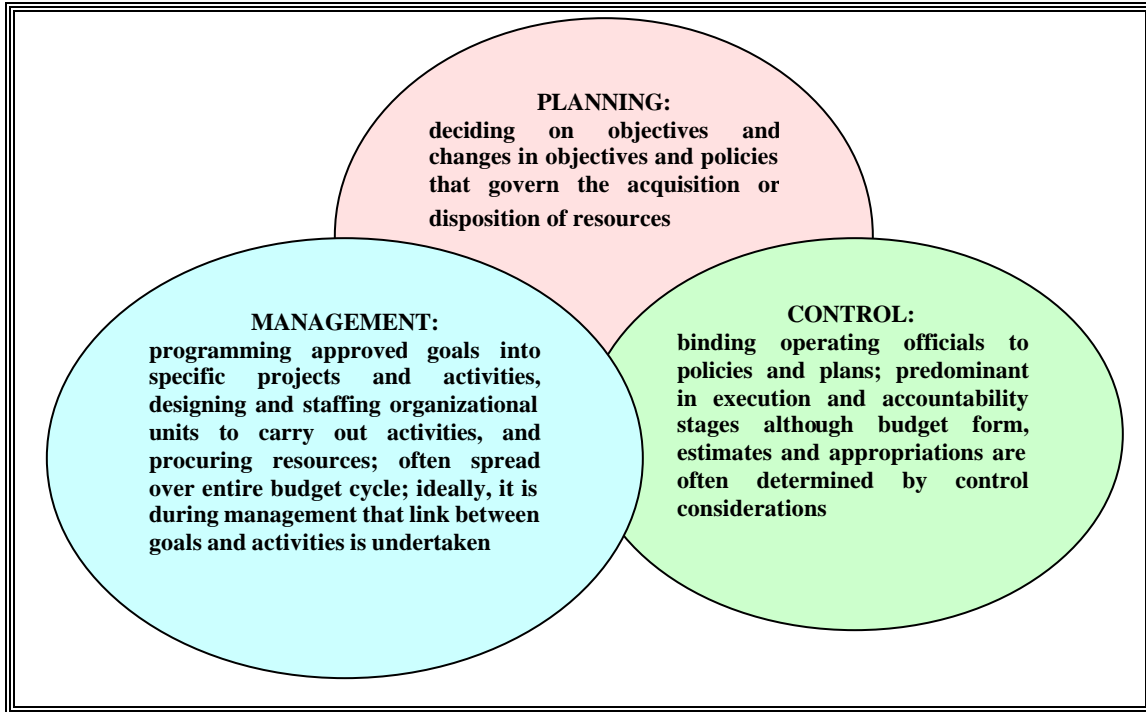 PLANNING:
deciding on objectives and
changes in objectives and policies
that govern the acquisition or
disposition of resources
MANAGEMENT:
programming approved goals into
specific projects and activities,
designing and staffing organizational
units to carry out activities, and
procuring resources; often spread
over entire budget cycle; ideally, it is
during management that link between
goals and activities is undertaken
CONTROL:
binding operating officials to
policies and plans; predominant
in execution and accountability
stages although budget form,
estimates and appropriations are
often determined by control
considerations